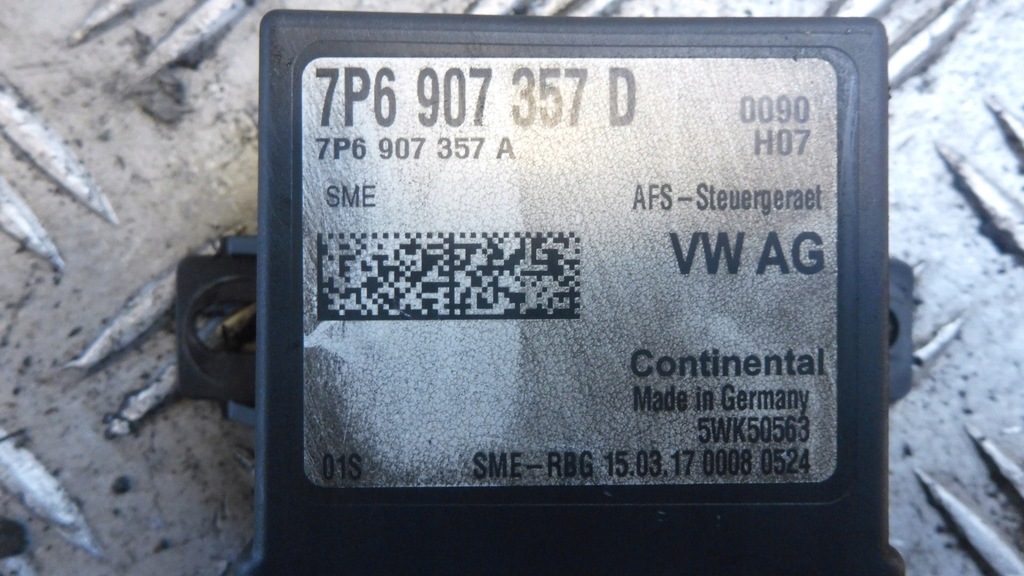 7P6 907 357 D
0090
7P6 907 357 A
H07
SME
AFS-Steuergeraet
VW AG
Continental
Made in Germany
5WK50563
01S
SME-RBG 15.03.17 0008 0524